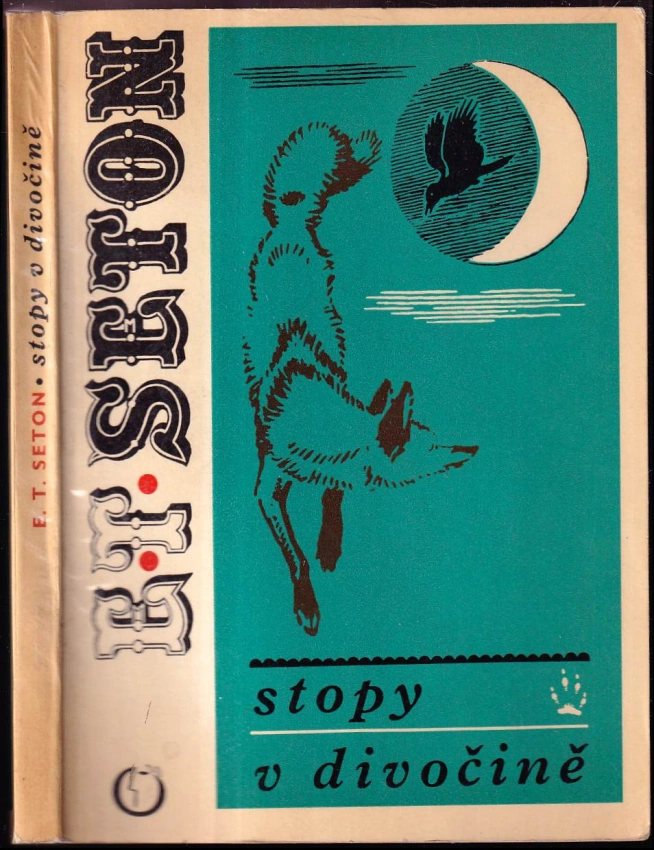 E. T. SETON • stopy v divočině
E·T·SETON
stopy
v divočině